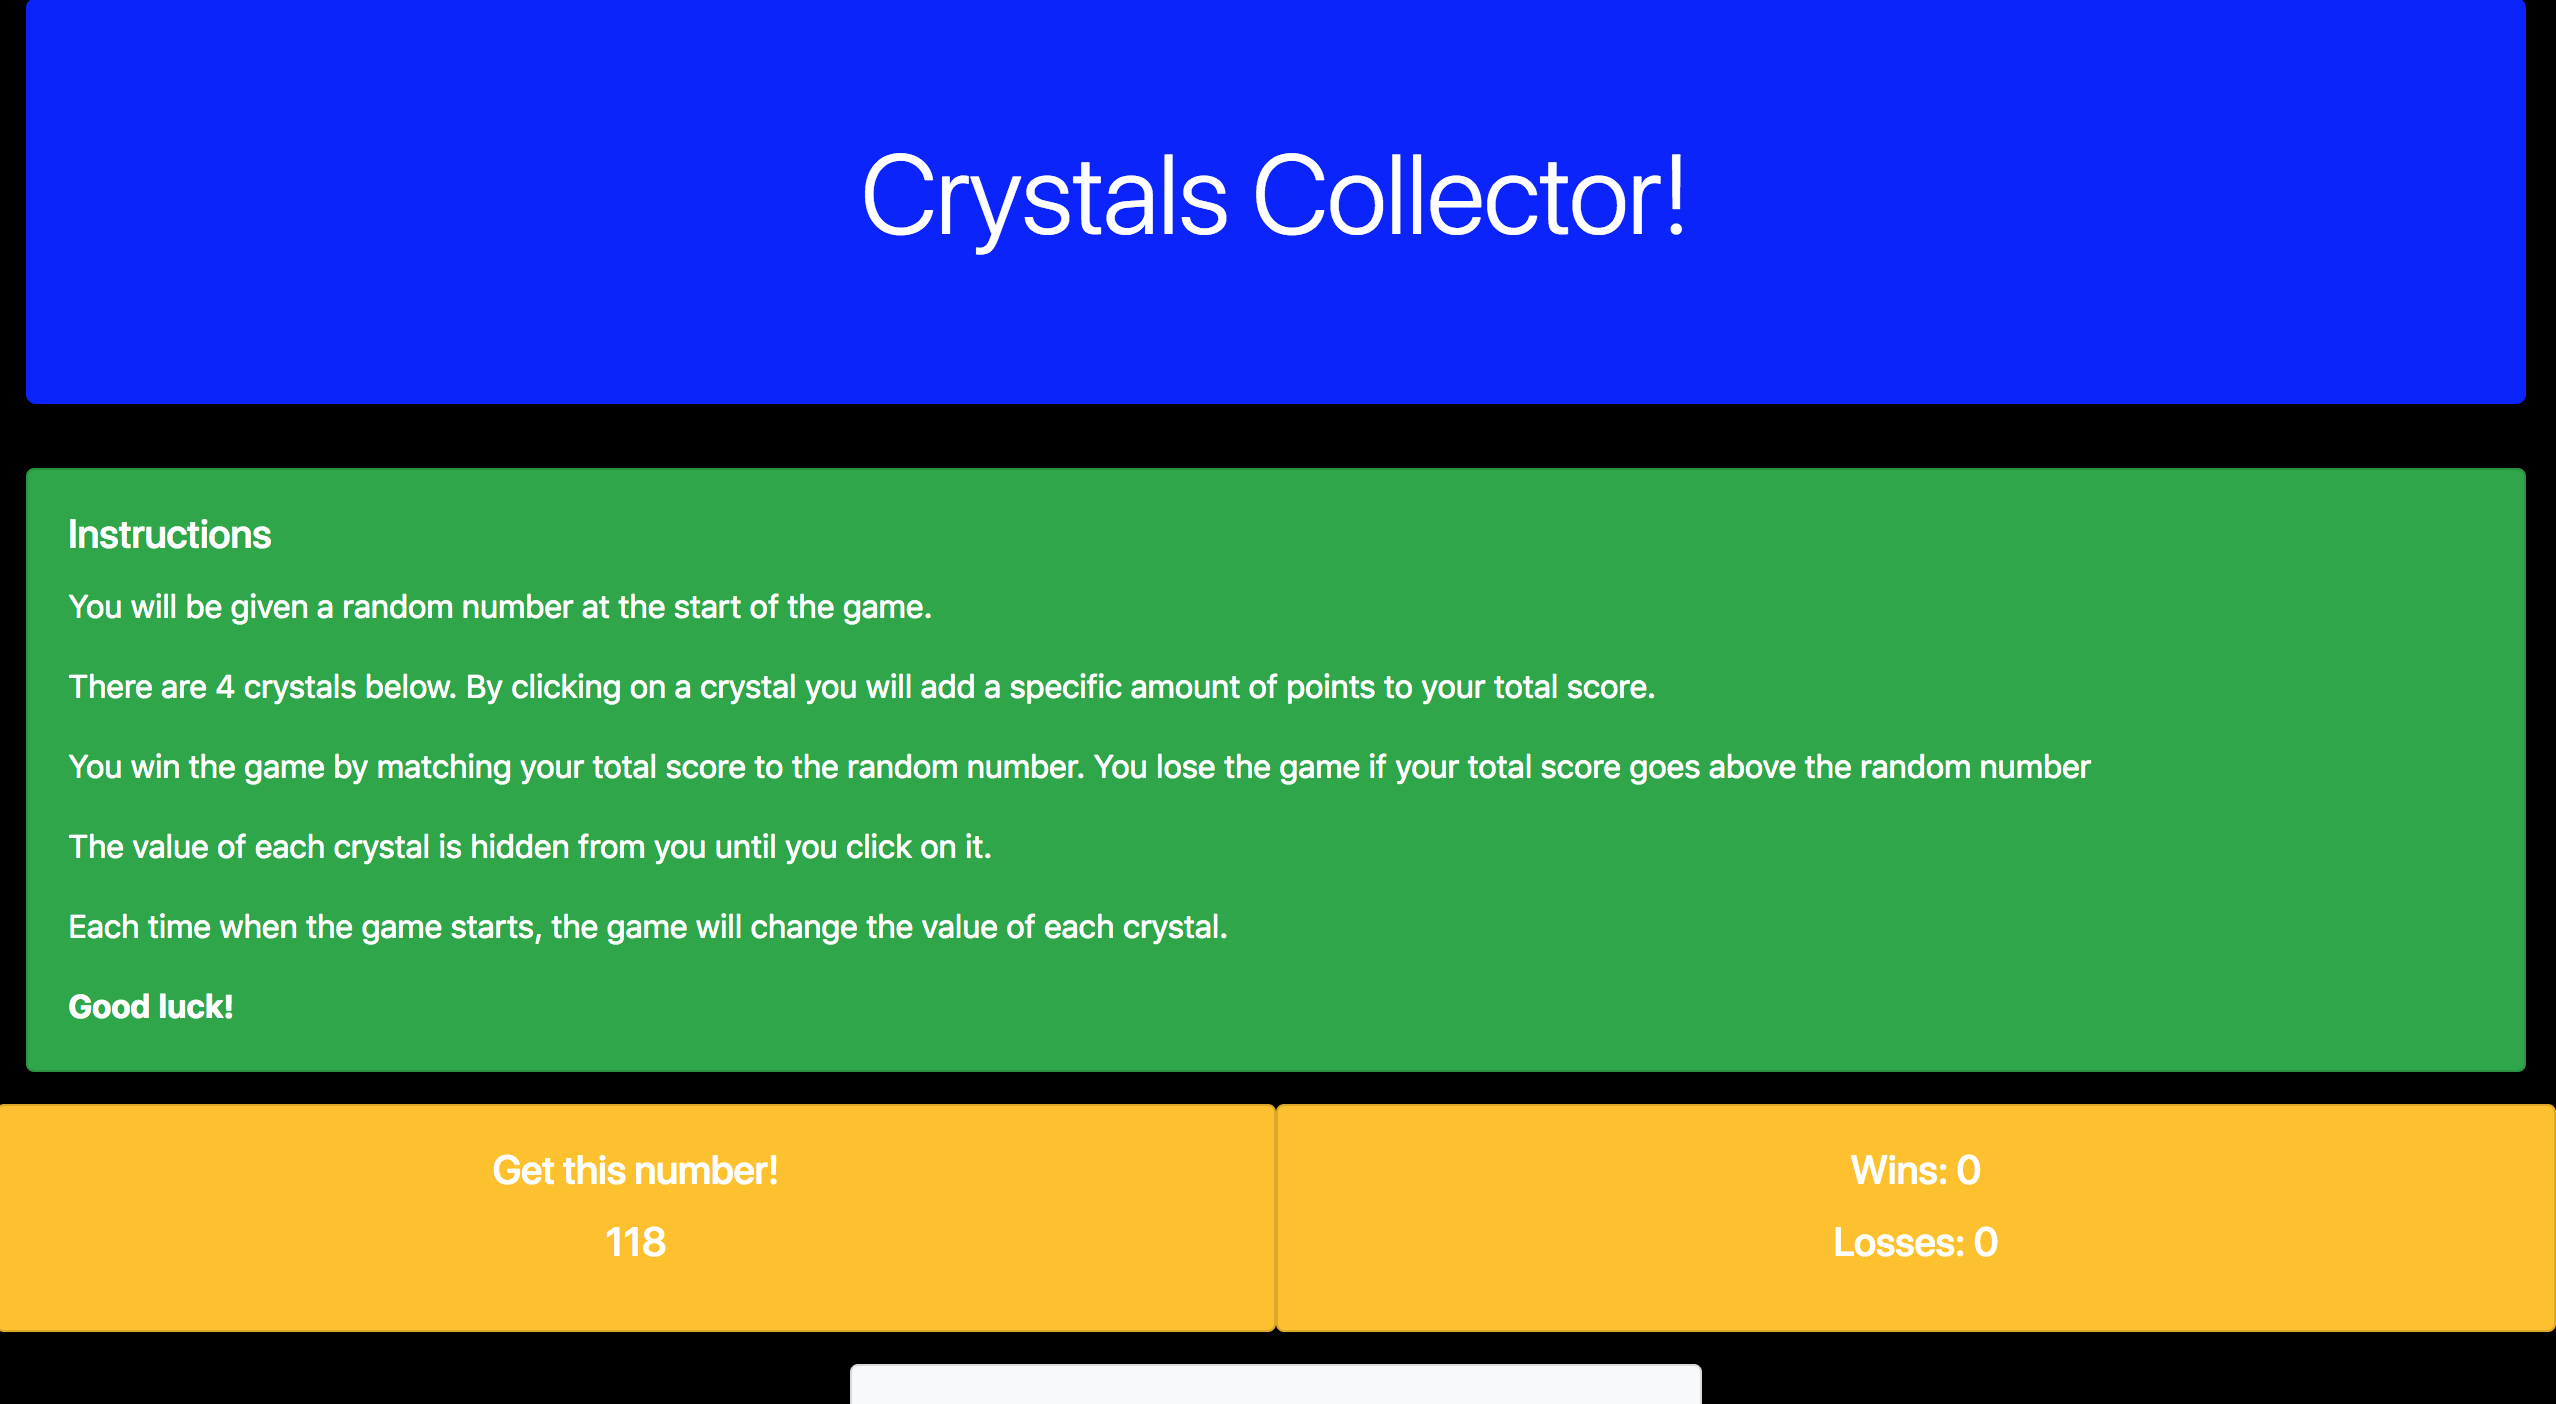 Crystals Collector!
Instructions
You will be given a random number at the start of the game.
There are 4 crystals below. By clicking on a crystal you will add a specific amount of points to your total score.
You win the game by matching your total score to the random number. You lose the game if your total score goes above the random number
The value of each crystal is hidden from you until you click on it.
Each time when the game starts, the game will change the value of each crystal.
Good luck!
Get this number!
118
Wins: 0
Losses: 0